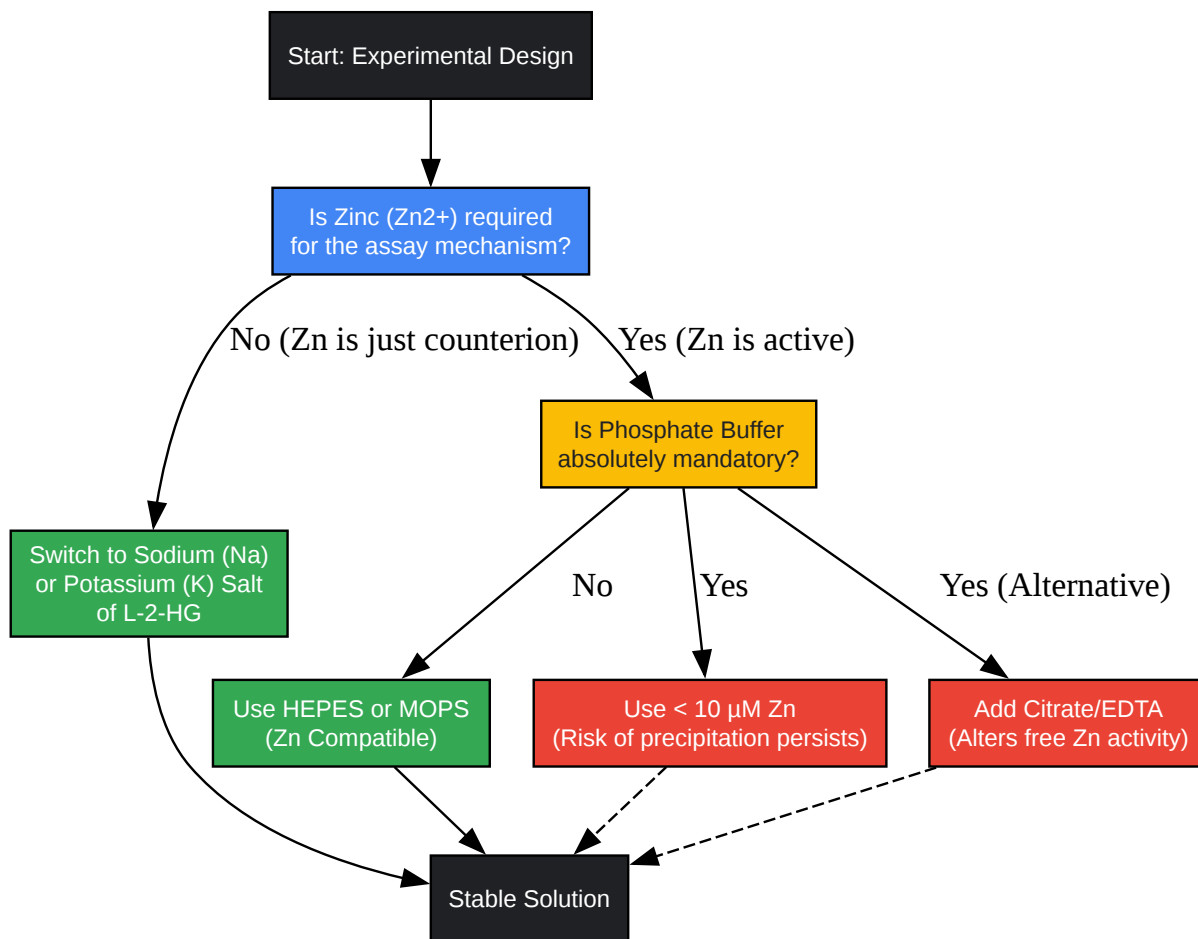 Start: Experimental Design
Is Zinc (Zn2+) required
for the assay mechanism?
No (Zn is just counterion)
Yes (Zn is active)
Is Phosphate Buffer
absolutely mandatory?
Switch to Sodium (Na)
or Potassium (K) Salt
of L-2-HG
No
Yes
Yes (Alternative)
Use HEPES or MOPS
(Zn Compatible)
Use < 10 µM Zn
(Risk of precipitation persists)
Add Citrate/EDTA
(Alters free Zn activity)
Stable Solution